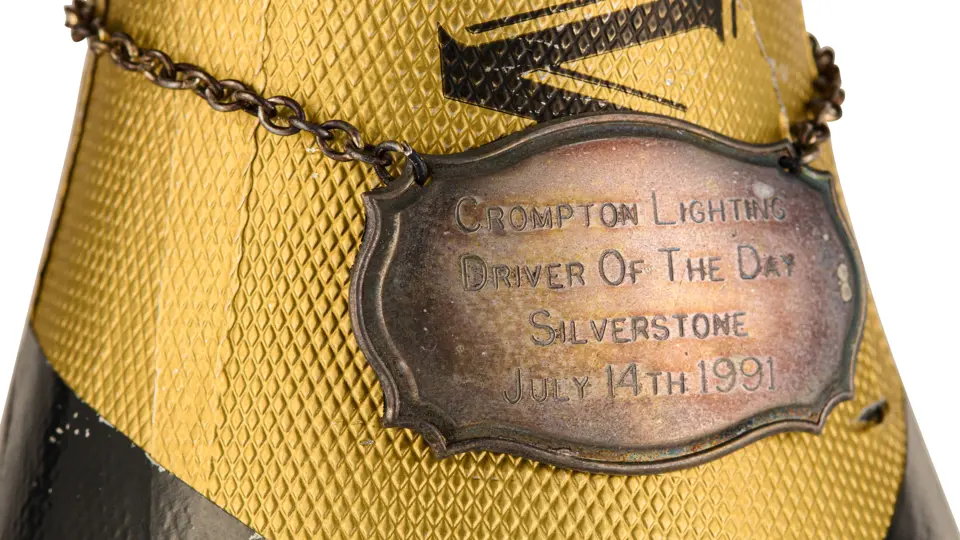 Crompton Lighting
Driver Of The Day
Silverstone
July 14th 1991